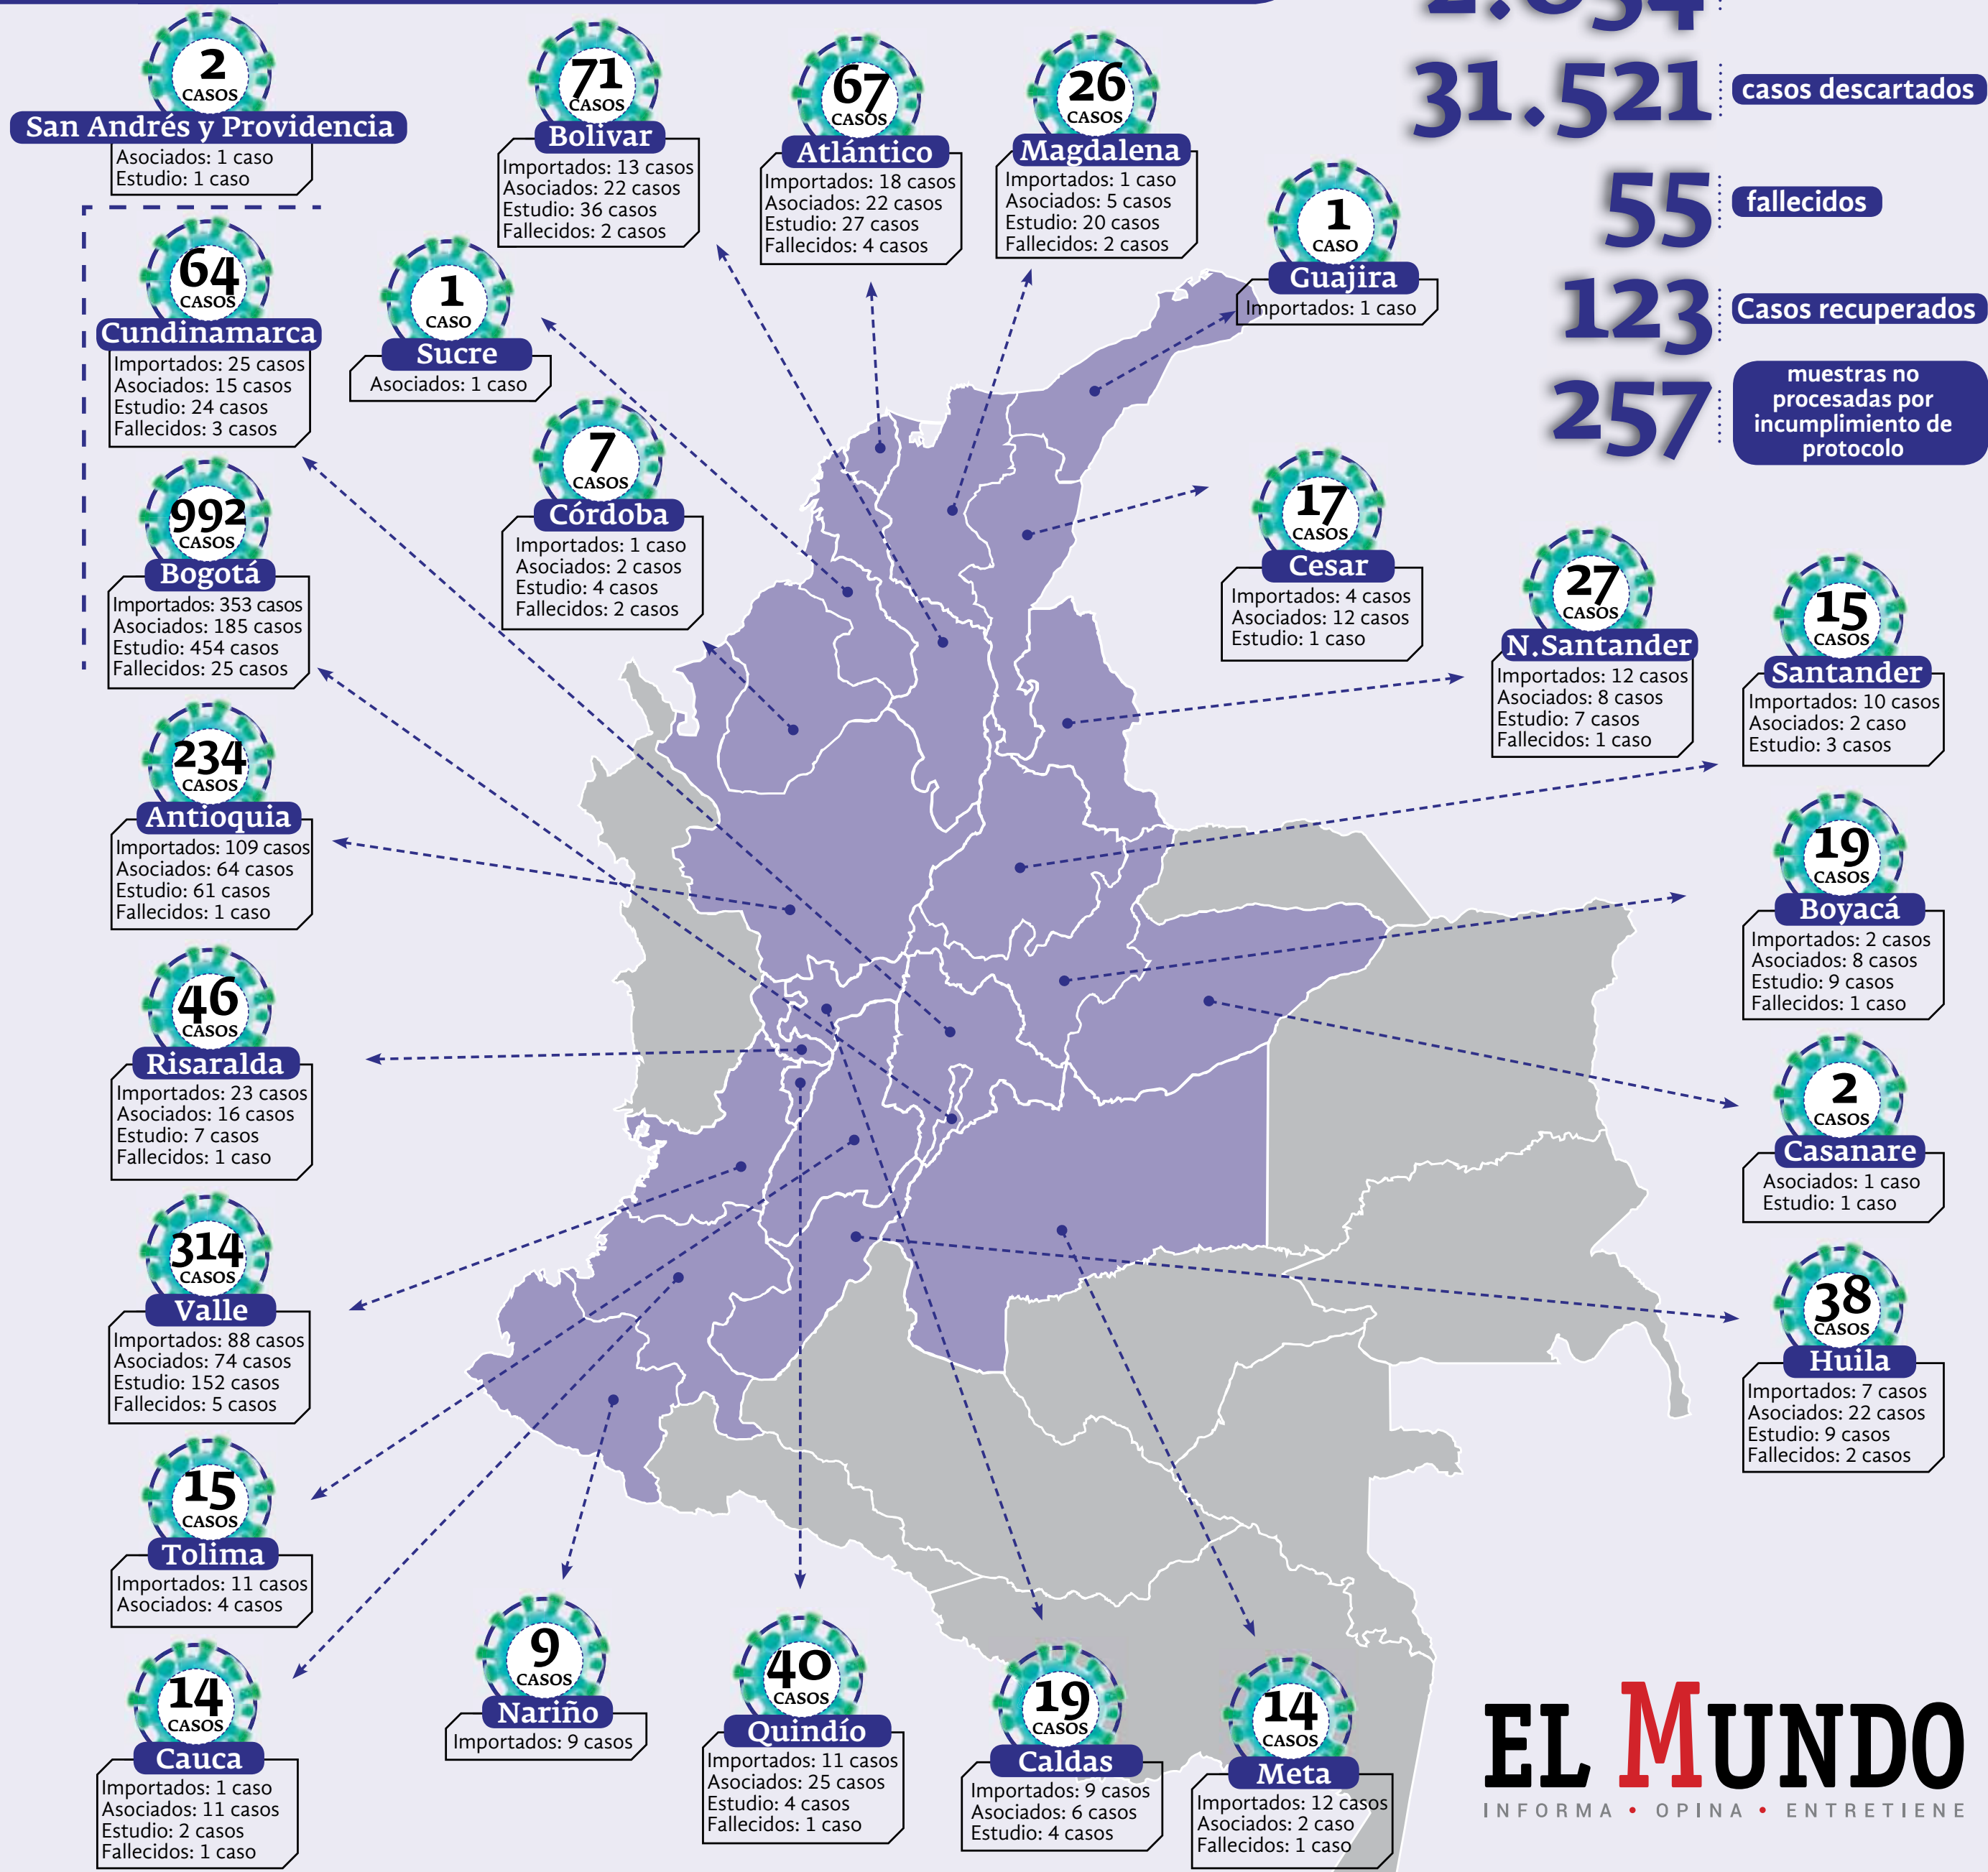 2.054
31.521
casos descartados
55
fallecidos
123
Casos recuperados
257
muestras no
procesadas por
incumplimiento de
protocolo
2
CASOS
San Andrés y Providencia
Asociados: 1 caso
Estudio: 1 caso
71
CASOS
Bolívar
Importados: 13 casos
Asociados: 22 casos
Estudio: 36 casos
Fallecidos: 2 casos
67
CASOS
Atlántico
Importados: 18 casos
Asociados: 22 casos
Estudio: 27 casos
Fallecidos: 4 casos
26
CASOS
Magdalena
Importados: 1 caso
Asociados: 5 casos
Estudio: 20 casos
Fallecidos: 2 casos
1
CASO
Guajira
Importados: 1 caso
64
CASOS
Cundinamarca
Importados: 25 casos
Asociados: 15 casos
Estudio: 24 casos
Fallecidos: 3 casos
1
CASO
Sucre
Asociados: 1 caso
7
CASOS
Córdoba
Importados: 1 caso
Asociados: 2 casos
Estudio: 4 casos
Fallecidos: 2 casos
992
CASOS
Bogotá
Importados: 353 casos
Asociados: 185 casos
Estudio: 454 casos
Fallecidos: 25 casos
17
CASOS
Cesar
Importados: 4 casos
Asociados: 12 casos
Estudio: 1 caso
27
CASOS
N.Santander
Importados: 12 casos
Asociados: 8 casos
Estudio: 7 casos
Fallecidos: 1 caso
15
CASOS
Santander
Importados: 10 casos
Asociados: 2 caso
Estudio: 3 casos
234
CASOS
Antioquia
Importados: 109 casos
Asociados: 64 casos
Estudio: 61 casos
Fallecidos: 1 caso
19
CASOS
Boyacá
Importados: 2 casos
Asociados: 8 casos
Estudio: 9 casos
Fallecidos: 1 caso
46
CASOS
Risaralda
Importados: 23 casos
Asociados: 16 casos
Estudio: 7 casos
Fallecidos: 1 caso
2
CASOS
Casanare
Asociados: 1 caso
Estudio: 1 caso
314
CASOS
Valle
Importados: 88 casos
Asociados: 74 casos
Estudio: 152 casos
Fallecidos: 5 casos
38
CASOS
Huila
Importados: 7 casos
Asociados: 22 casos
Estudio: 9 casos
Fallecidos: 2 casos
15
CASOS
Tolima
Importados: 11 casos
Asociados: 4 casos
14
CASOS
Cauca
Importados: 1 caso
Asociados: 11 casos
Estudio: 2 casos
Fallecidos: 1 caso
9
CASOS
Nariño
Importados: 9 casos
40
CASOS
Quindío
Importados: 11 casos
Asociados: 25 casos
Estudio: 4 casos
Fallecidos: 1 caso
19
CASOS
Caldas
Importados: 9 casos
Asociados: 6 casos
Estudio: 4 casos
14
CASOS
Meta
Importados: 12 casos
Asociados: 2 caso
Fallecidos: 1 caso
EL MUNDO
INFORMA • OPINA • ENTRETIENE